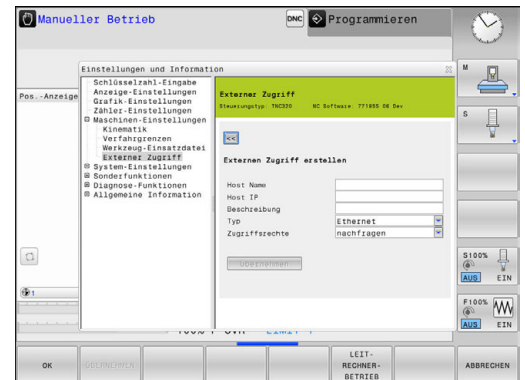 Manueller Betrieb
DNC
Programmieren
Einstellungen und Information
Pos.-Anzeige
Schlüsselzahl-Eingabe
Anzeige-Einstellungen
Grafik-Einstellungen
Zähler-Einstellungen
Maschinen-Einstellungen
Kinematik
Verfahrgrenzen
Werkzeug-Einsatzdatei
Externer Zugriff
System-Einstellungen
Sonderfunktionen
Diagnose-Funktionen
Allgemeine Information
Externer Zugriff
Steuerungstyp: TNC320 NC Software: 771855 06 Dev
<<
Externen Zugriff erstellen
Host Name
Host IP
Beschreibung
Typ Ethernet
Zugriffsrechte nachfragen
Übernehmen
M
S
S100%
AUS EIN
F100%
AUS EIN
1
OK
ÜBERNEHMEN
LEIT-
RECHNER-
BETRIEB
ABBRECHEN